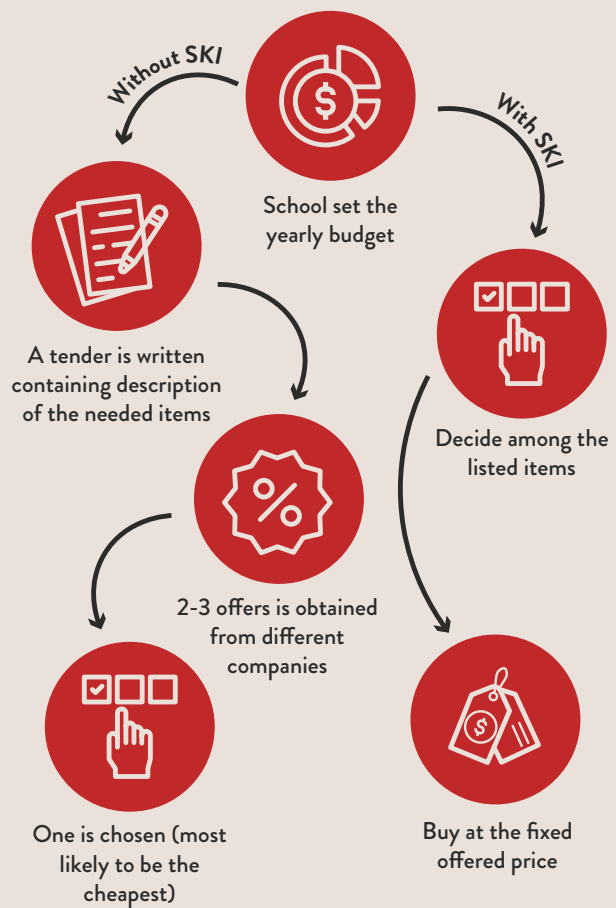 Without SKI
With SKI
School set the
yearly budget
A tender is written
containing description
of the needed items
Decide among the
listed items
2-3 offers is obtained
from different
companies
One is chosen (most
likely to be the
cheapest)
Buy at the fixed
offered price